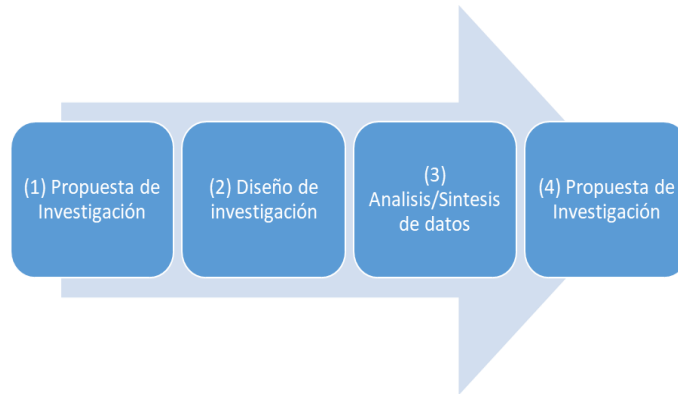 (1) Propuesta de
Investigación
(2) Diseño de
investigación
(3)
Analisis/Sintesis
de datos
(4) Propuesta de
Investigación